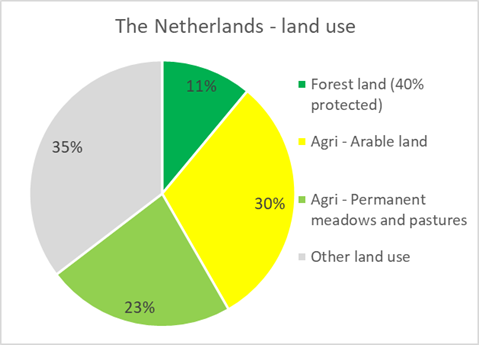 The Netherlands - land use
11%
30%
23%
35%
Forest land (40%
protected)
Agri - Arable land
Agri - Permanent
meadows and pastures
Other land use